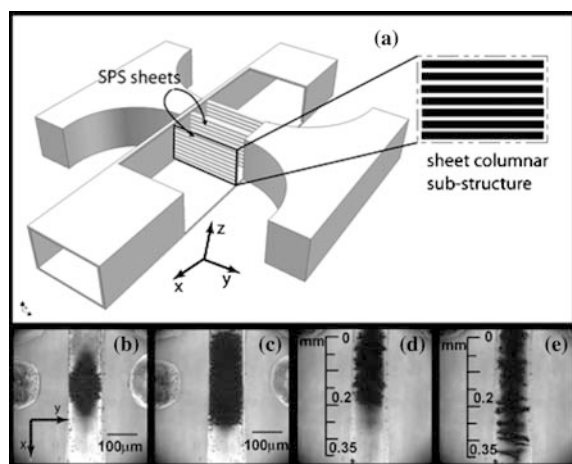 (a)
SPS sheets
sheet columnar
sub-structure
z
x
y
(b)
y
x
100μm
(c)
100μm
(d)
0
mm
0.2
0.35
(e)
0
mm
0.2
0.35